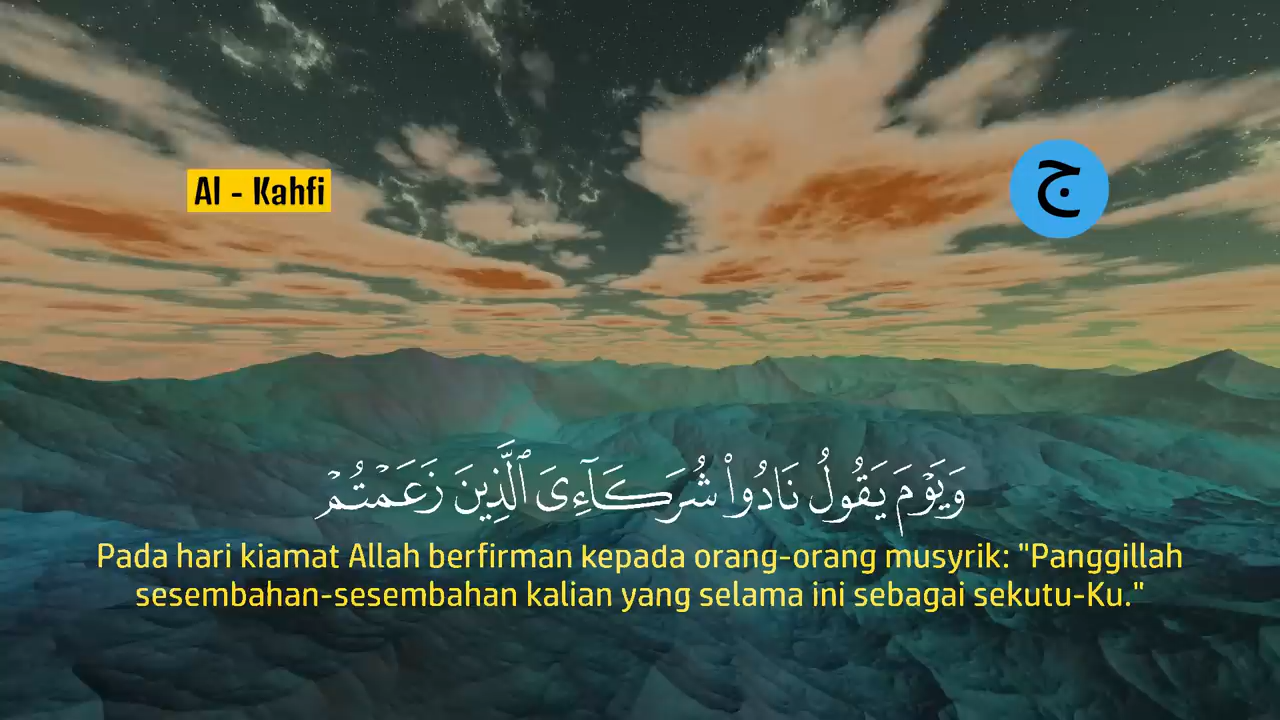 Al - Kahfi
ج
وَيَوْمَ يَقُولُ نَادُوا۟ شُرَكَآءِىَ ٱلَّذِينَ زَعَمْتُمْ
Pada hari kiamat Allah berfirman kepada orang-orang musyrik: "Panggillah
sesembahan-sesembahan kalian yang selama ini sebagai sekutu-Ku."